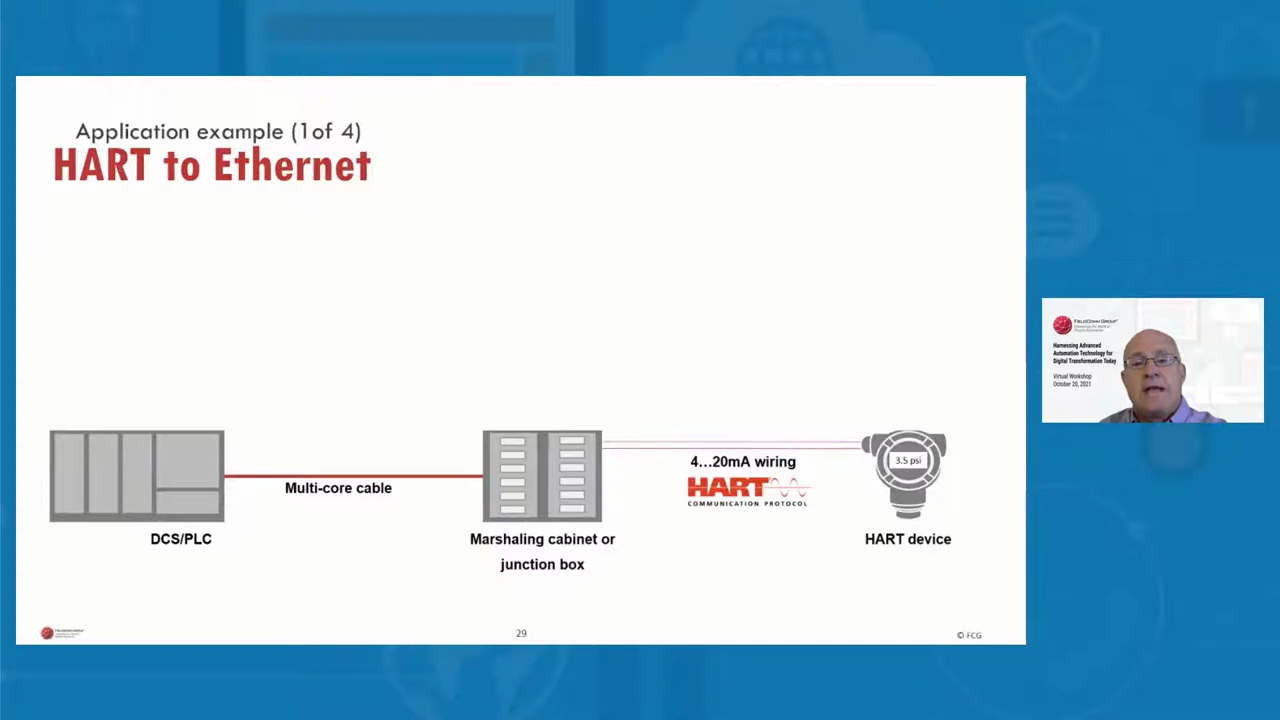 Application example (1of 4)
HART to Ethernet
3.5 psi
4...20mA wiring
HART
COMMUNICATION PROTOCOL
Multi-core cable
DCS/PLC
Marshaling cabinet or
junction box
HART device
29
© FCG
FIELDCOMM GROUP
Harnessing Advanced
Automation Technology for
Digital Transformation Today
Virtual Workshop
October 20, 2021